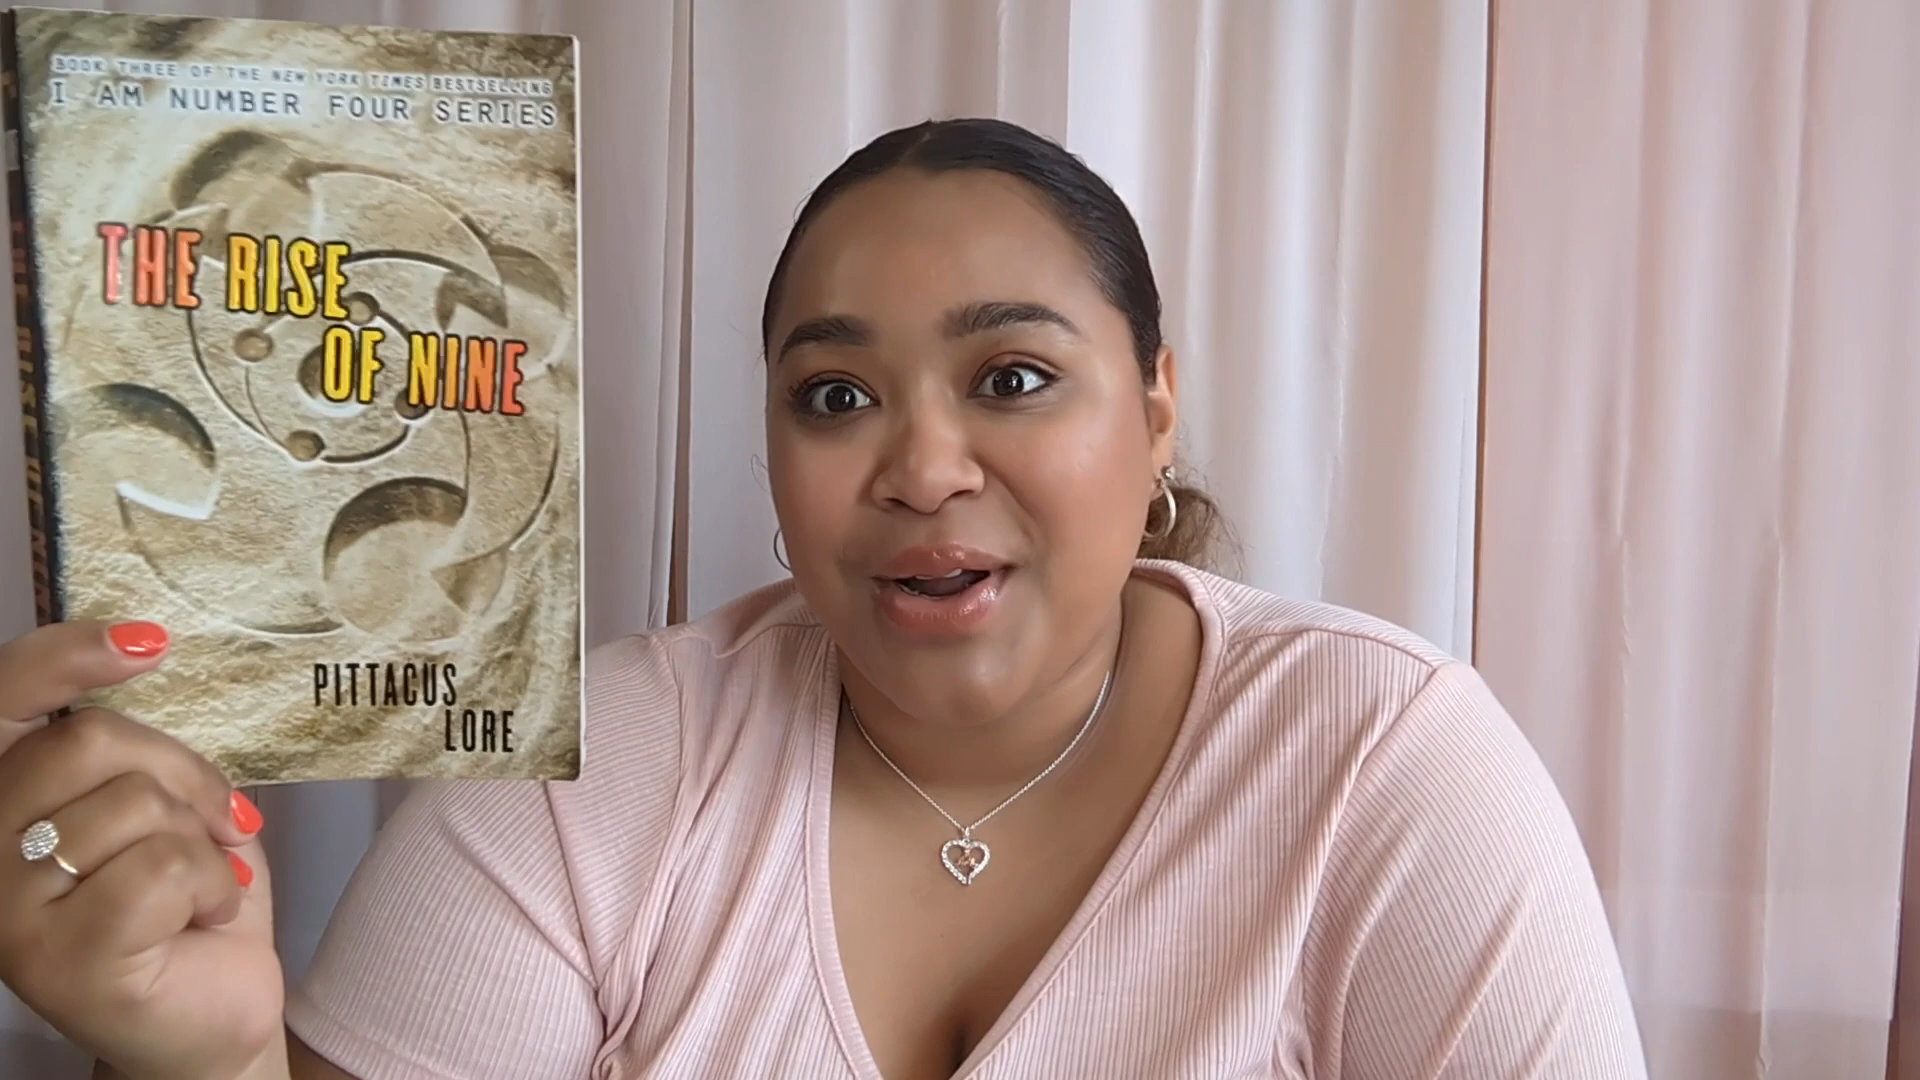 BOOK THREE OF THE NEW YORK TIMES BESTSELLING
I AM NUMBER FOUR SERIES
THE RISE
OF NINE
PITTACUS
LORE